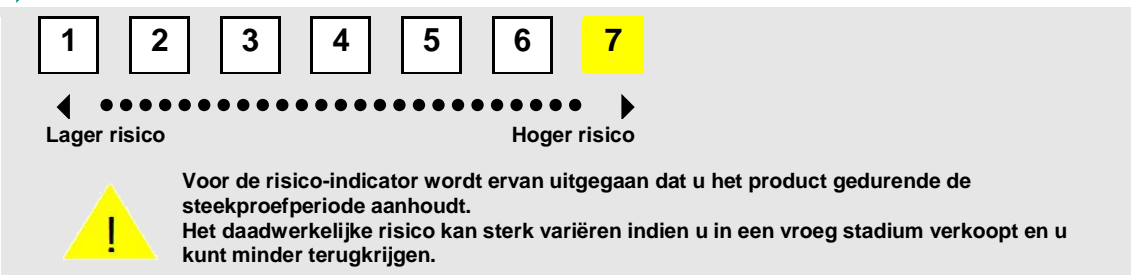 1 2 3 4 5 6 7
Lager risico Hoger risico
!
Voor de risico-indicator wordt ervan uitgegaan dat u het product gedurende de
steekproefperiode aanhoudt.
Het daadwerkelijke risico kan sterk variëren indien u in een vroeg stadium verkoopt en u
kunt minder terugkrijgen.